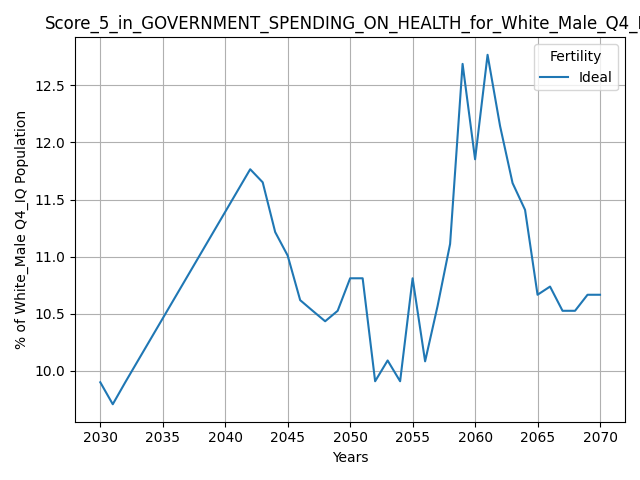 Score_5_in_GOVERNMENT_SPENDING_ON_HEALTH_for_White_Male_Q4_I
Fertility
Ideal
% of White_Male Q4_IQ Population
12.5
12.0
11.5
11.0
10.5
10.0
2030 2035 2040 2045 2050 2055 2060 2065 2070
Years